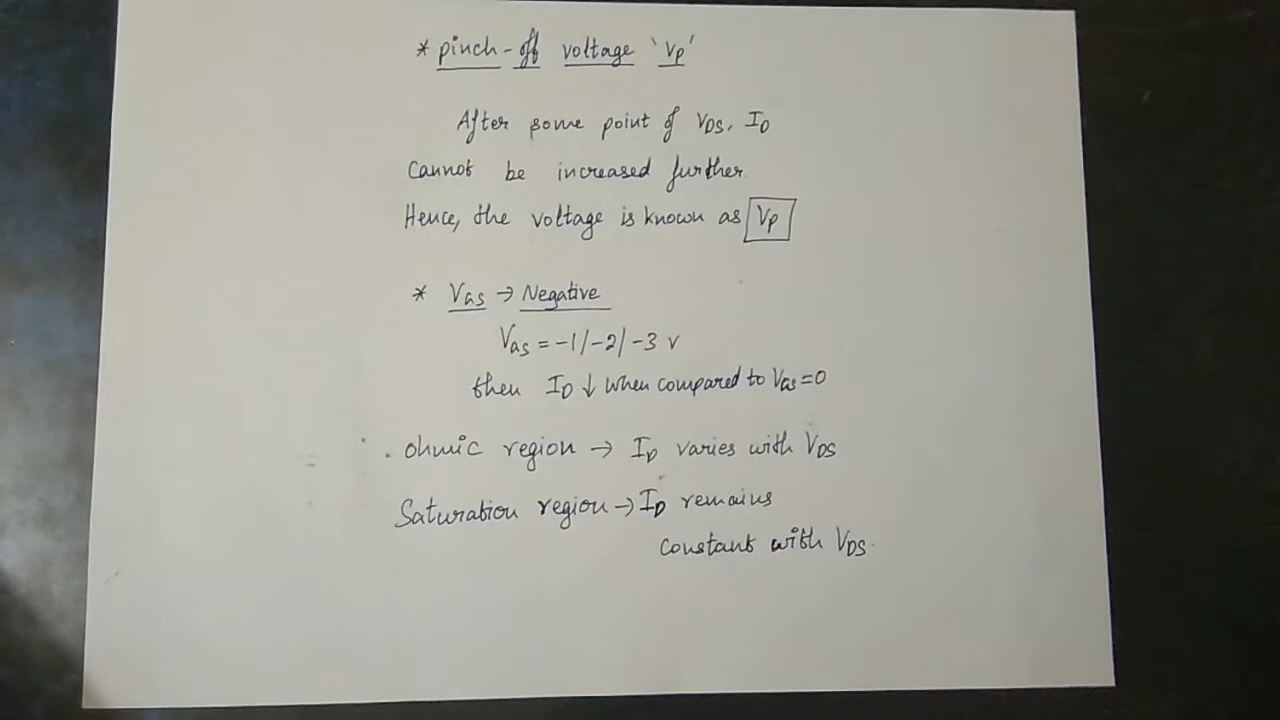 * pinch-off voltage 'Vp'
After some point of VDS, ID
Cannot be increased further.
Hence, the voltage is known as Vp
* VGS → Negative
VGS = -1/-2/-3 V
then ID ↓ when compared to VGS=0
. ohmic region → ID varies with VDS
Saturation region → ID remains
constant with VDS.